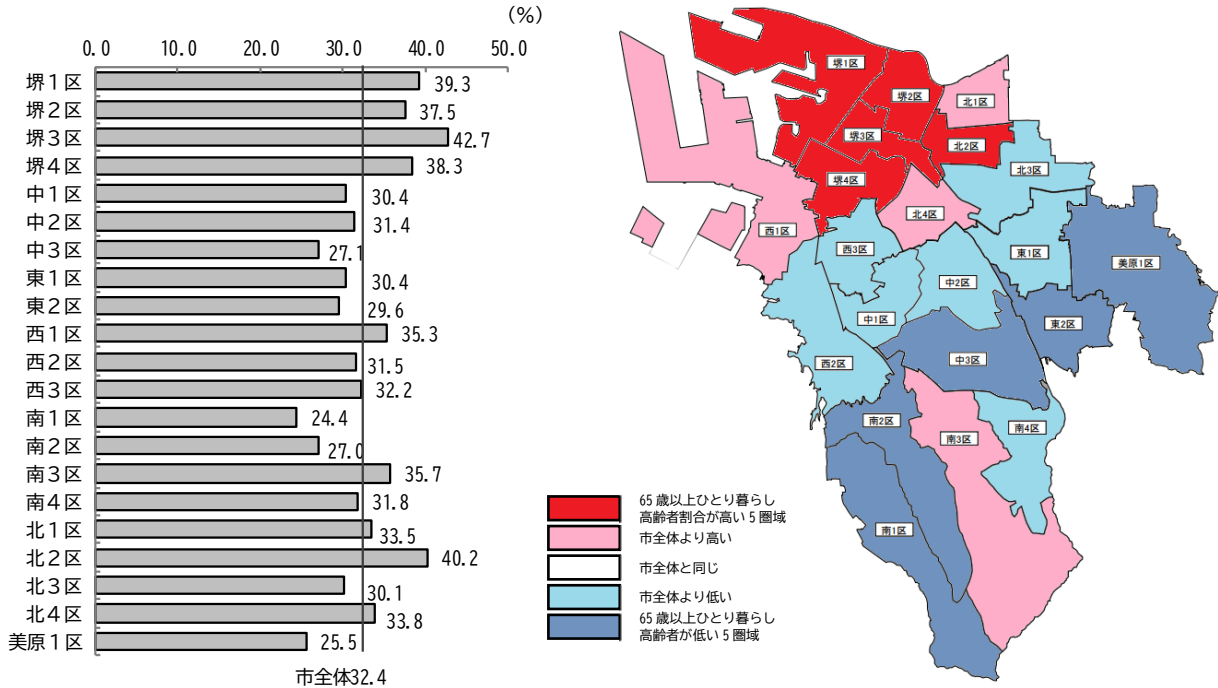 (%)
0.0 10.0 20.0 30.0 40.0 50.0
堺1区 39.3
堺2区 37.5
堺3区 42.7
堺4区 38.3
中1区 30.4
中2区 31.4
中3区 27.1
東1区 30.4
東2区 29.6
西1区 35.3
西2区 31.5
西3区 32.2
南1区 24.4
南2区 27.0
南3区 35.7
南4区 31.8
北1区 33.5
北2区 40.2
北3区 30.1
北4区 33.8
美原1区 25.5
市全体32.4
堺1区
堺2区
北1区
堺3区
北2区
北3区
堺4区
北4区
西1区
西3区
東1区
美原1区
中2区
中1区
東2区
西2区
中3区
南2区
南3区
南4区
南1区
65歳以上ひとり暮らし
高齢者割合が高い5圏域
市全体より高い
市全体と同じ
市全体より低い
65歳以上ひとり暮らし
高齢者が低い5圏域